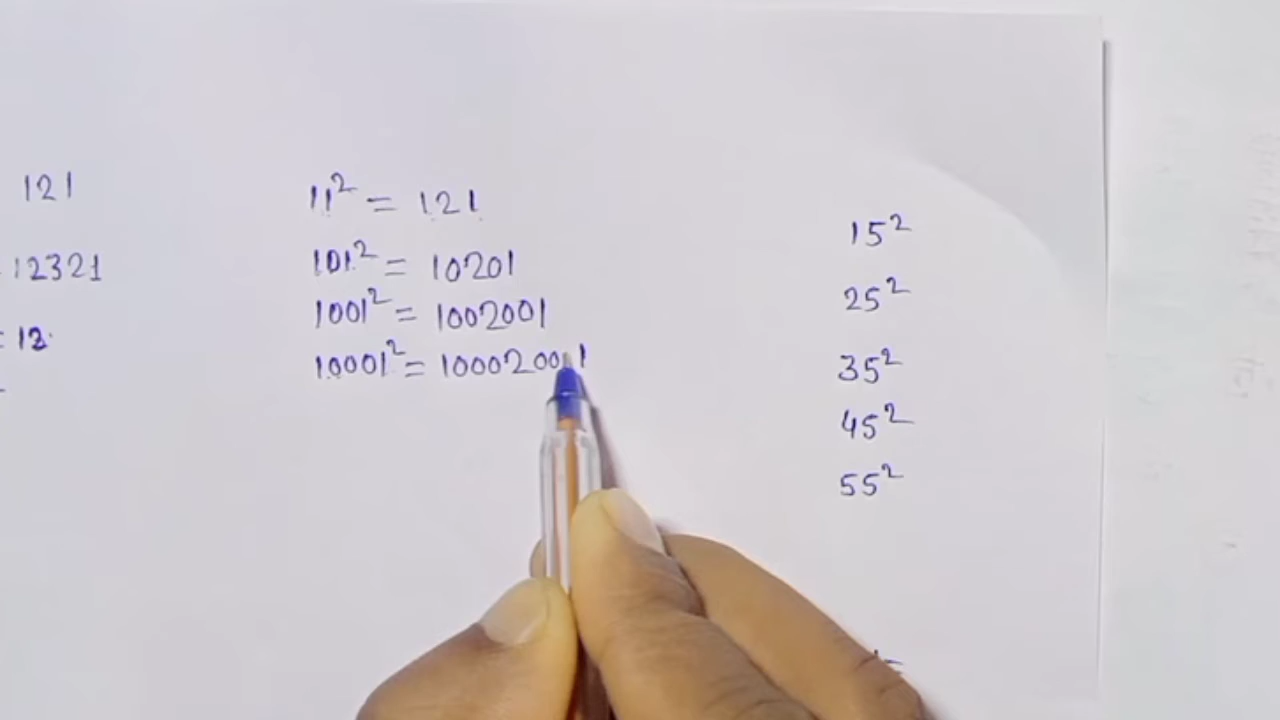 121
12321
= 12
11² = 121
101² = 10201
1001² = 1002001
10001² = 100020001
15²
25²
35²
45²
55²